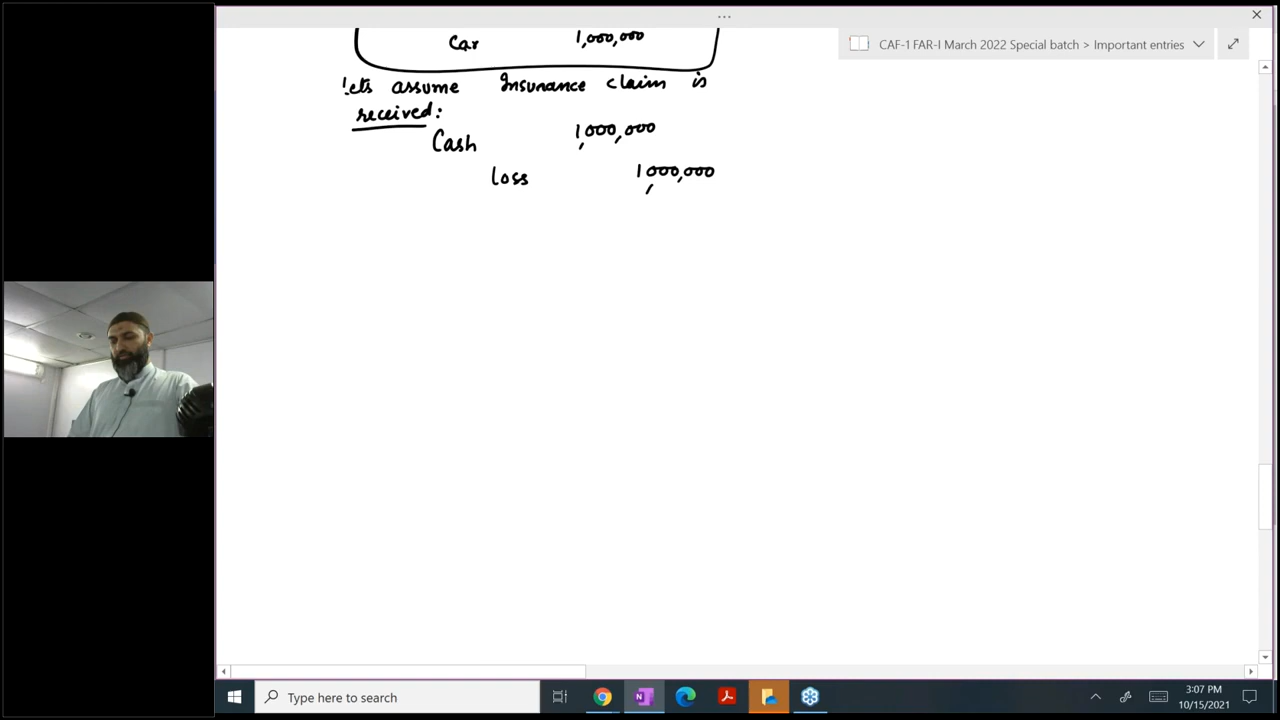 Car 1,000,000
CAF-1 FAR-I March 2022 Special batch > Important entries
lets assume Insurance claim is
received:
Cash 1,000,000
loss 1,000,000
Type here to search
3:07 PM
10/15/2021